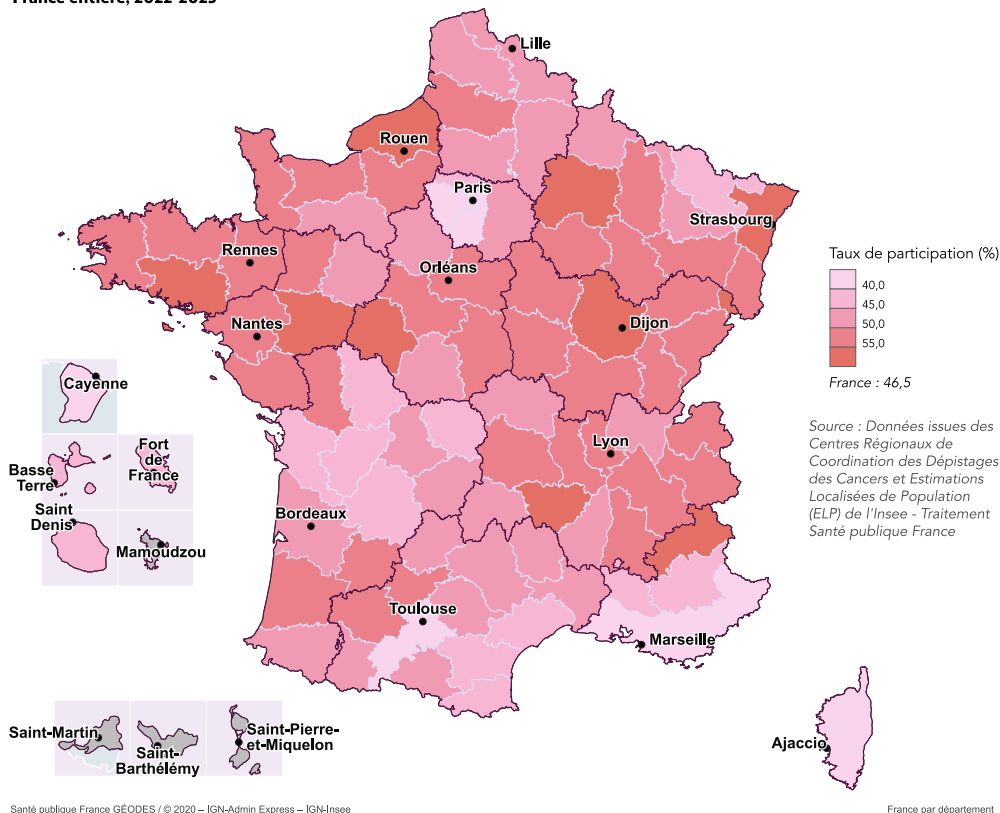 France entière, 2022-2023
Lille
Rouen
Paris
Strasbourg
Rennes
Orléans
Nantes
Dijon
Taux de participation (%)
40,0
45,0
50,0
55,0
France : 46,5
Cayenne
Source : Données issues des
Centres Régionaux de
Coordination des Dépistages
des Cancers et Estimations
Localisées de Population
(ELP) de l'Insee - Traitement
Santé publique France
Lyon
Basse
Terre
Fort
de
France
Bordeaux
Saint
Denis
Mamoudzou
Toulouse
Marseille
Saint-Martin
Saint-
Barthélémy
Saint-Pierre-
et-Miquelon
Ajaccio
Santé publique France GÉODES / © 2020 – IGN-Admin Express – IGN-Insee
France par département